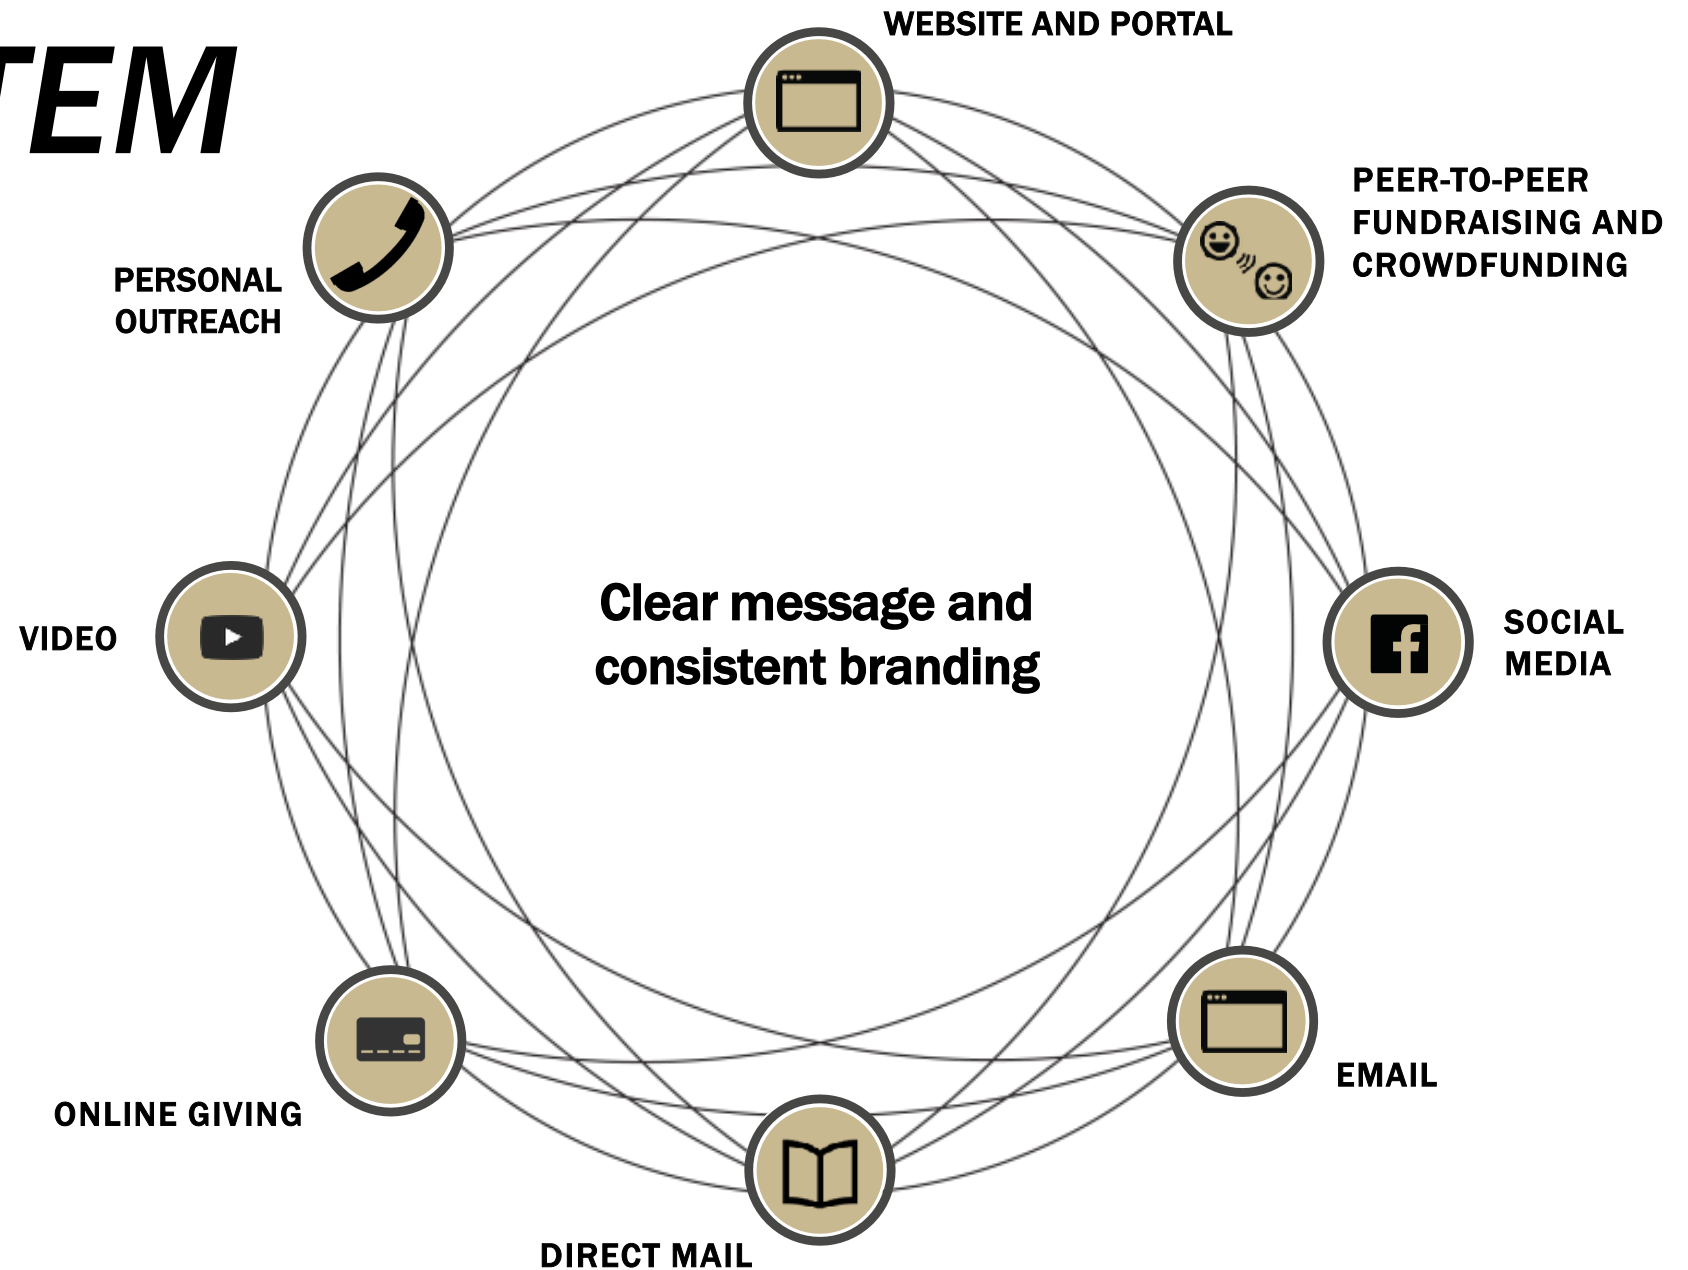 TEM
WEBSITE AND PORTAL
PEER-TO-PEER
FUNDRAISING AND
CROWDFUNDING
PERSONAL
OUTREACH
Clear message and
consistent branding
VIDEO
SOCIAL
MEDIA
EMAIL
ONLINE GIVING
DIRECT MAIL